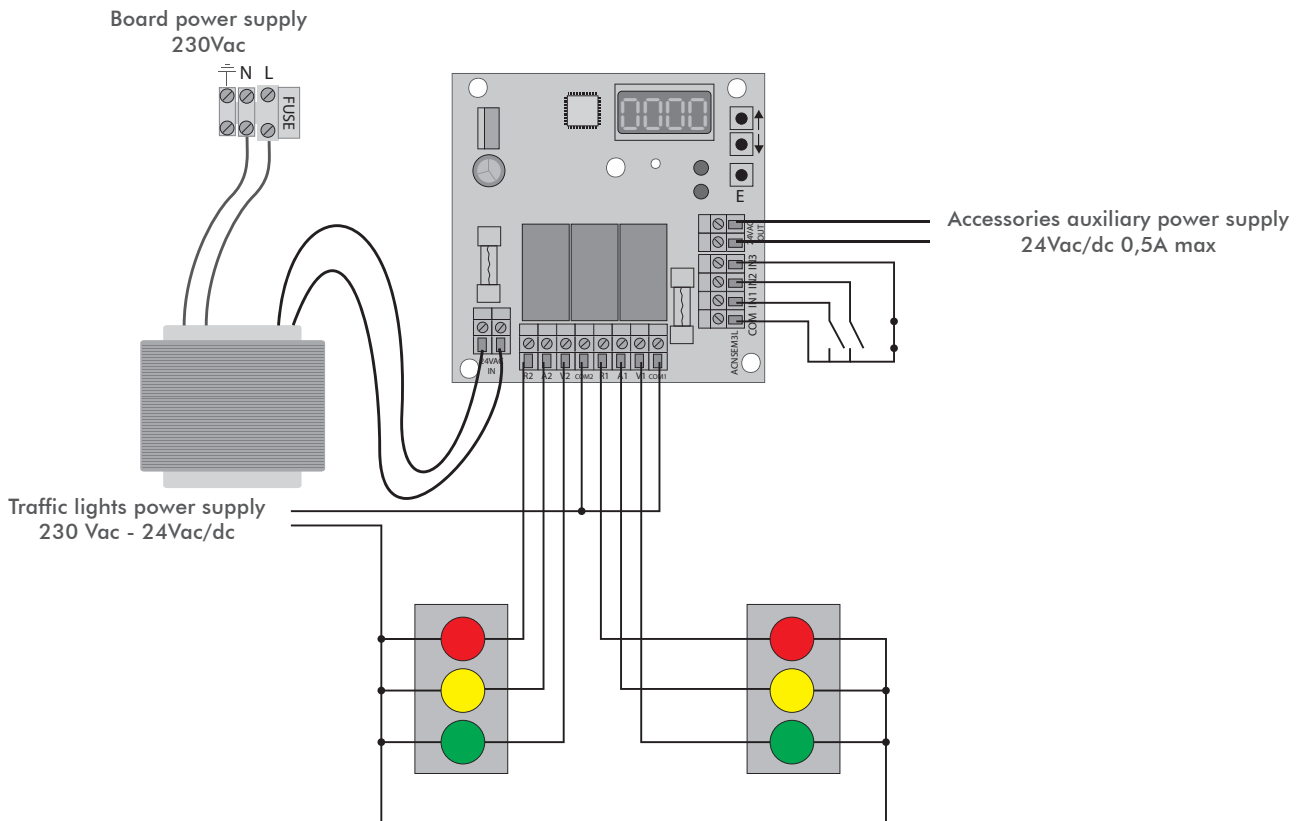 Board power supply
230Vac
N L
FUSE
0000
E
24VAC
OUT
IN3
IN2
IN1
COM
ACNSEM3L
24VAC
IN
R2 A2 V2 COM2 R1 A1 V1 COM1
Accessories auxiliary power supply
24Vac/dc 0,5A max
Traffic lights power supply
230 Vac - 24Vac/dc